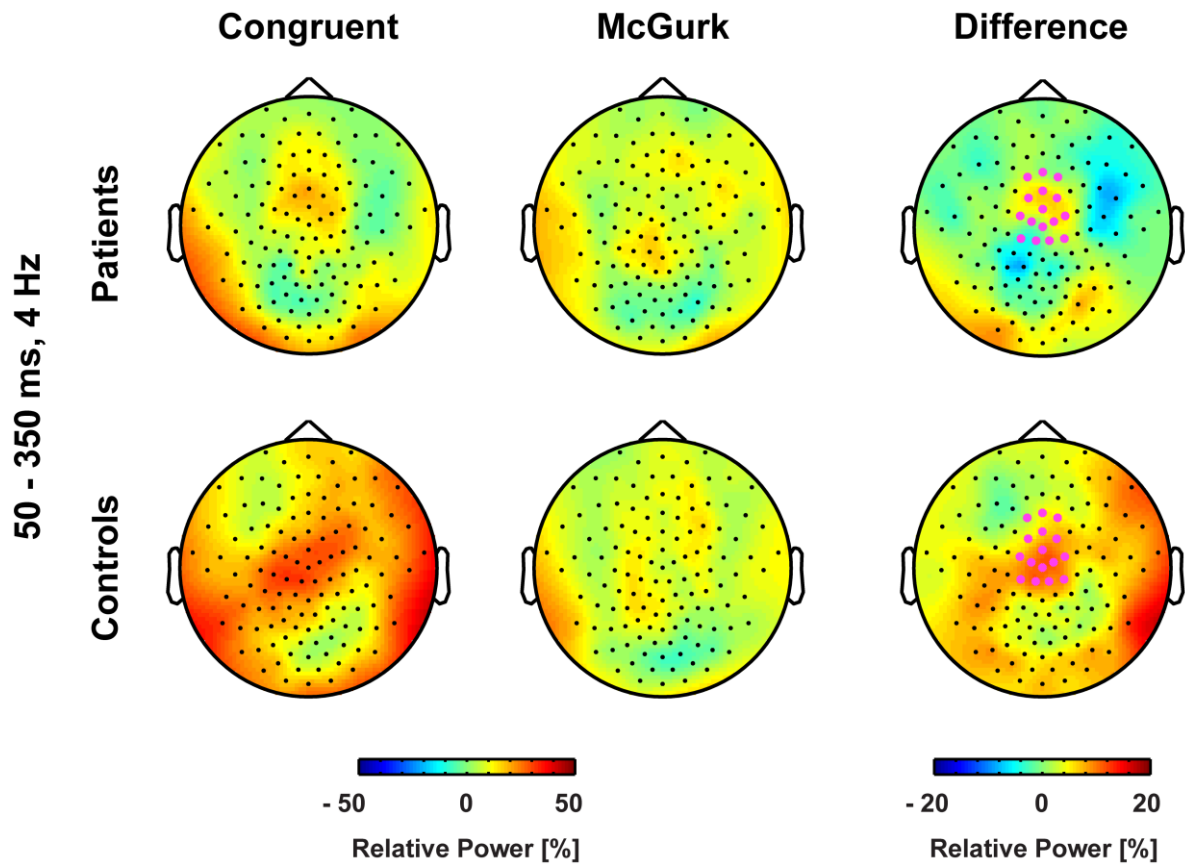 Congruent McGurk Difference
50 - 350 ms, 4 Hz
Patients
Controls
- 50 0 50 - 20 0 20
Relative Power [%] Relative Power [%]